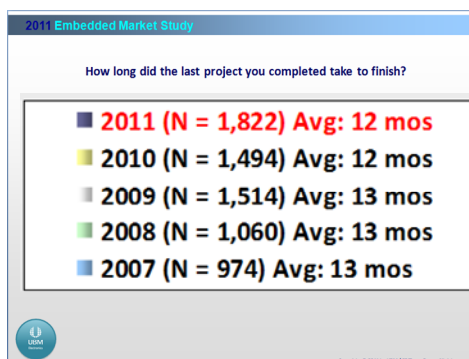 2011 Embedded Market Study
How long did the last project you completed take to finish?
2011 (N = 1,822) Avg: 12 mos
2010 (N = 1,494) Avg: 12 mos
2009 (N = 1,514) Avg: 13 mos
2008 (N = 1,060) Avg: 13 mos
2007 (N = 974) Avg: 13 mos
UBM